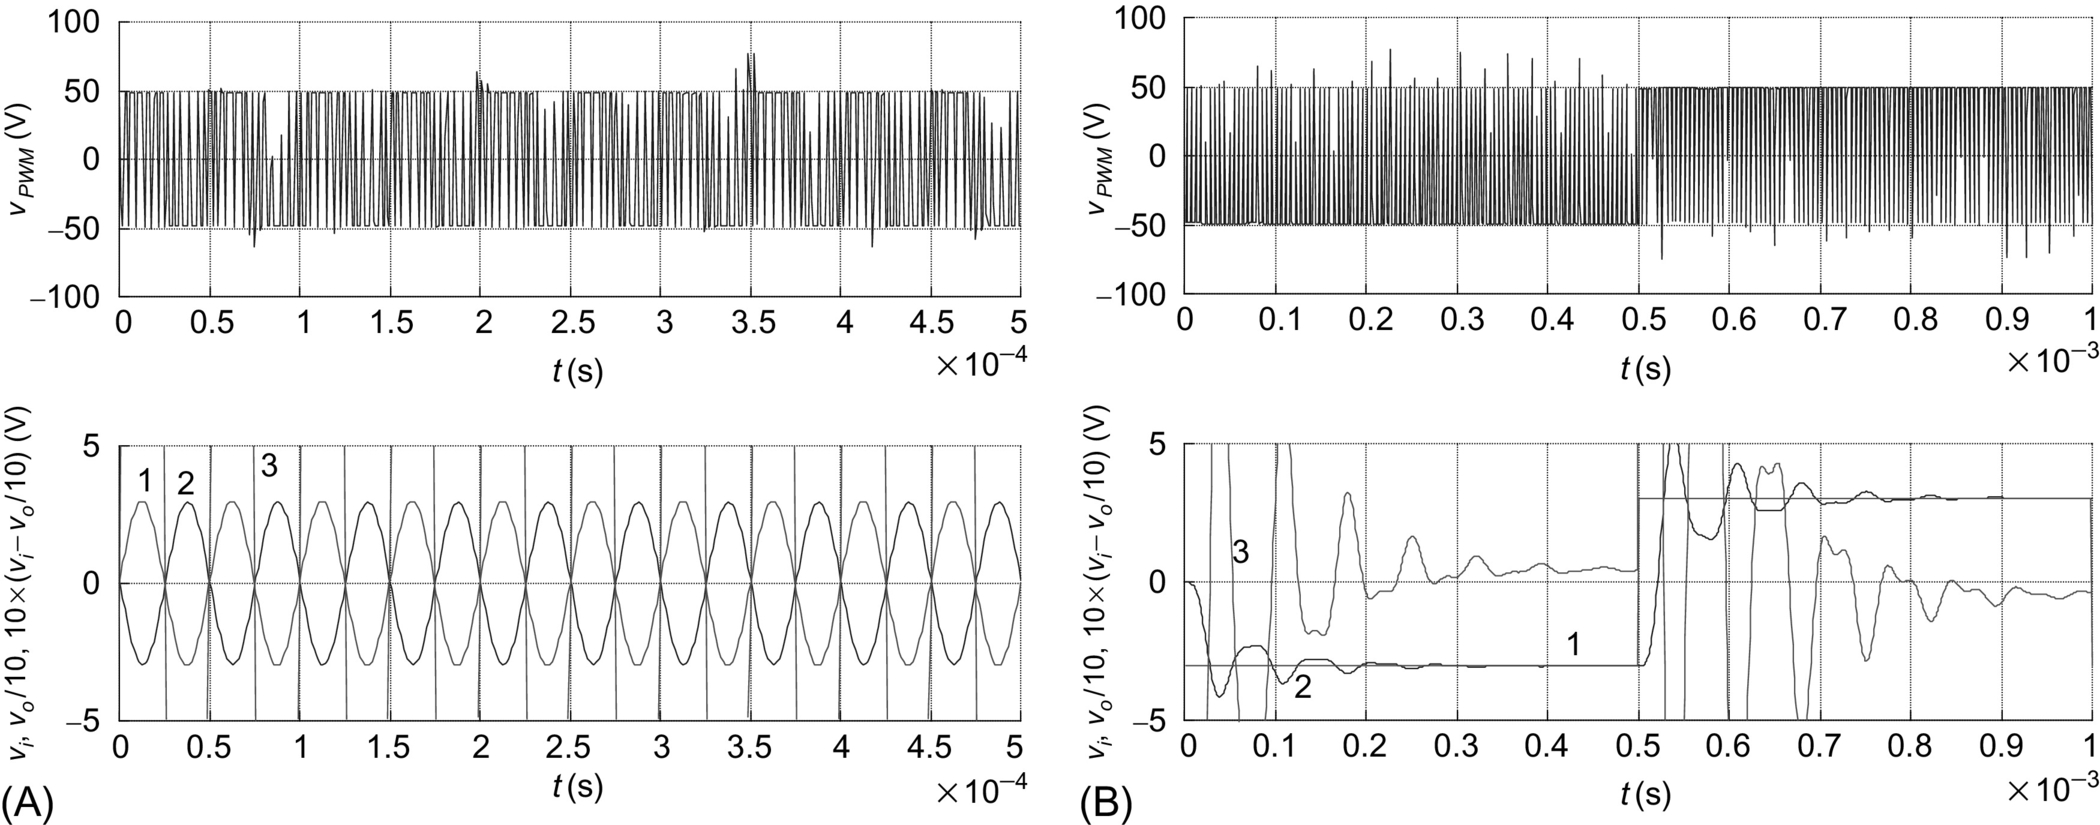 100
50
0
−50
−100
v_PWM (V)
0 0.5 1 1.5 2 2.5 3 3.5 4 4.5 5
t (s)
×10⁻⁴
5
0
−5
v_i, v_o/10, 10×(v_i−v_o/10) (V)
1 2 3
0 0.5 1 1.5 2 2.5 3 3.5 4 4.5 5
t (s)
×10⁻⁴
(A)
100
50
0
−50
−100
v_PWM (V)
0 0.1 0.2 0.3 0.4 0.5 0.6 0.7 0.8 0.9 1
t (s)
×10⁻³
5
0
−5
v_i, v_o/10, 10×(v_i−v_o/10) (V)
3
1
2
0 0.1 0.2 0.3 0.4 0.5 0.6 0.7 0.8 0.9 1
t (s)
×10⁻³
(B)